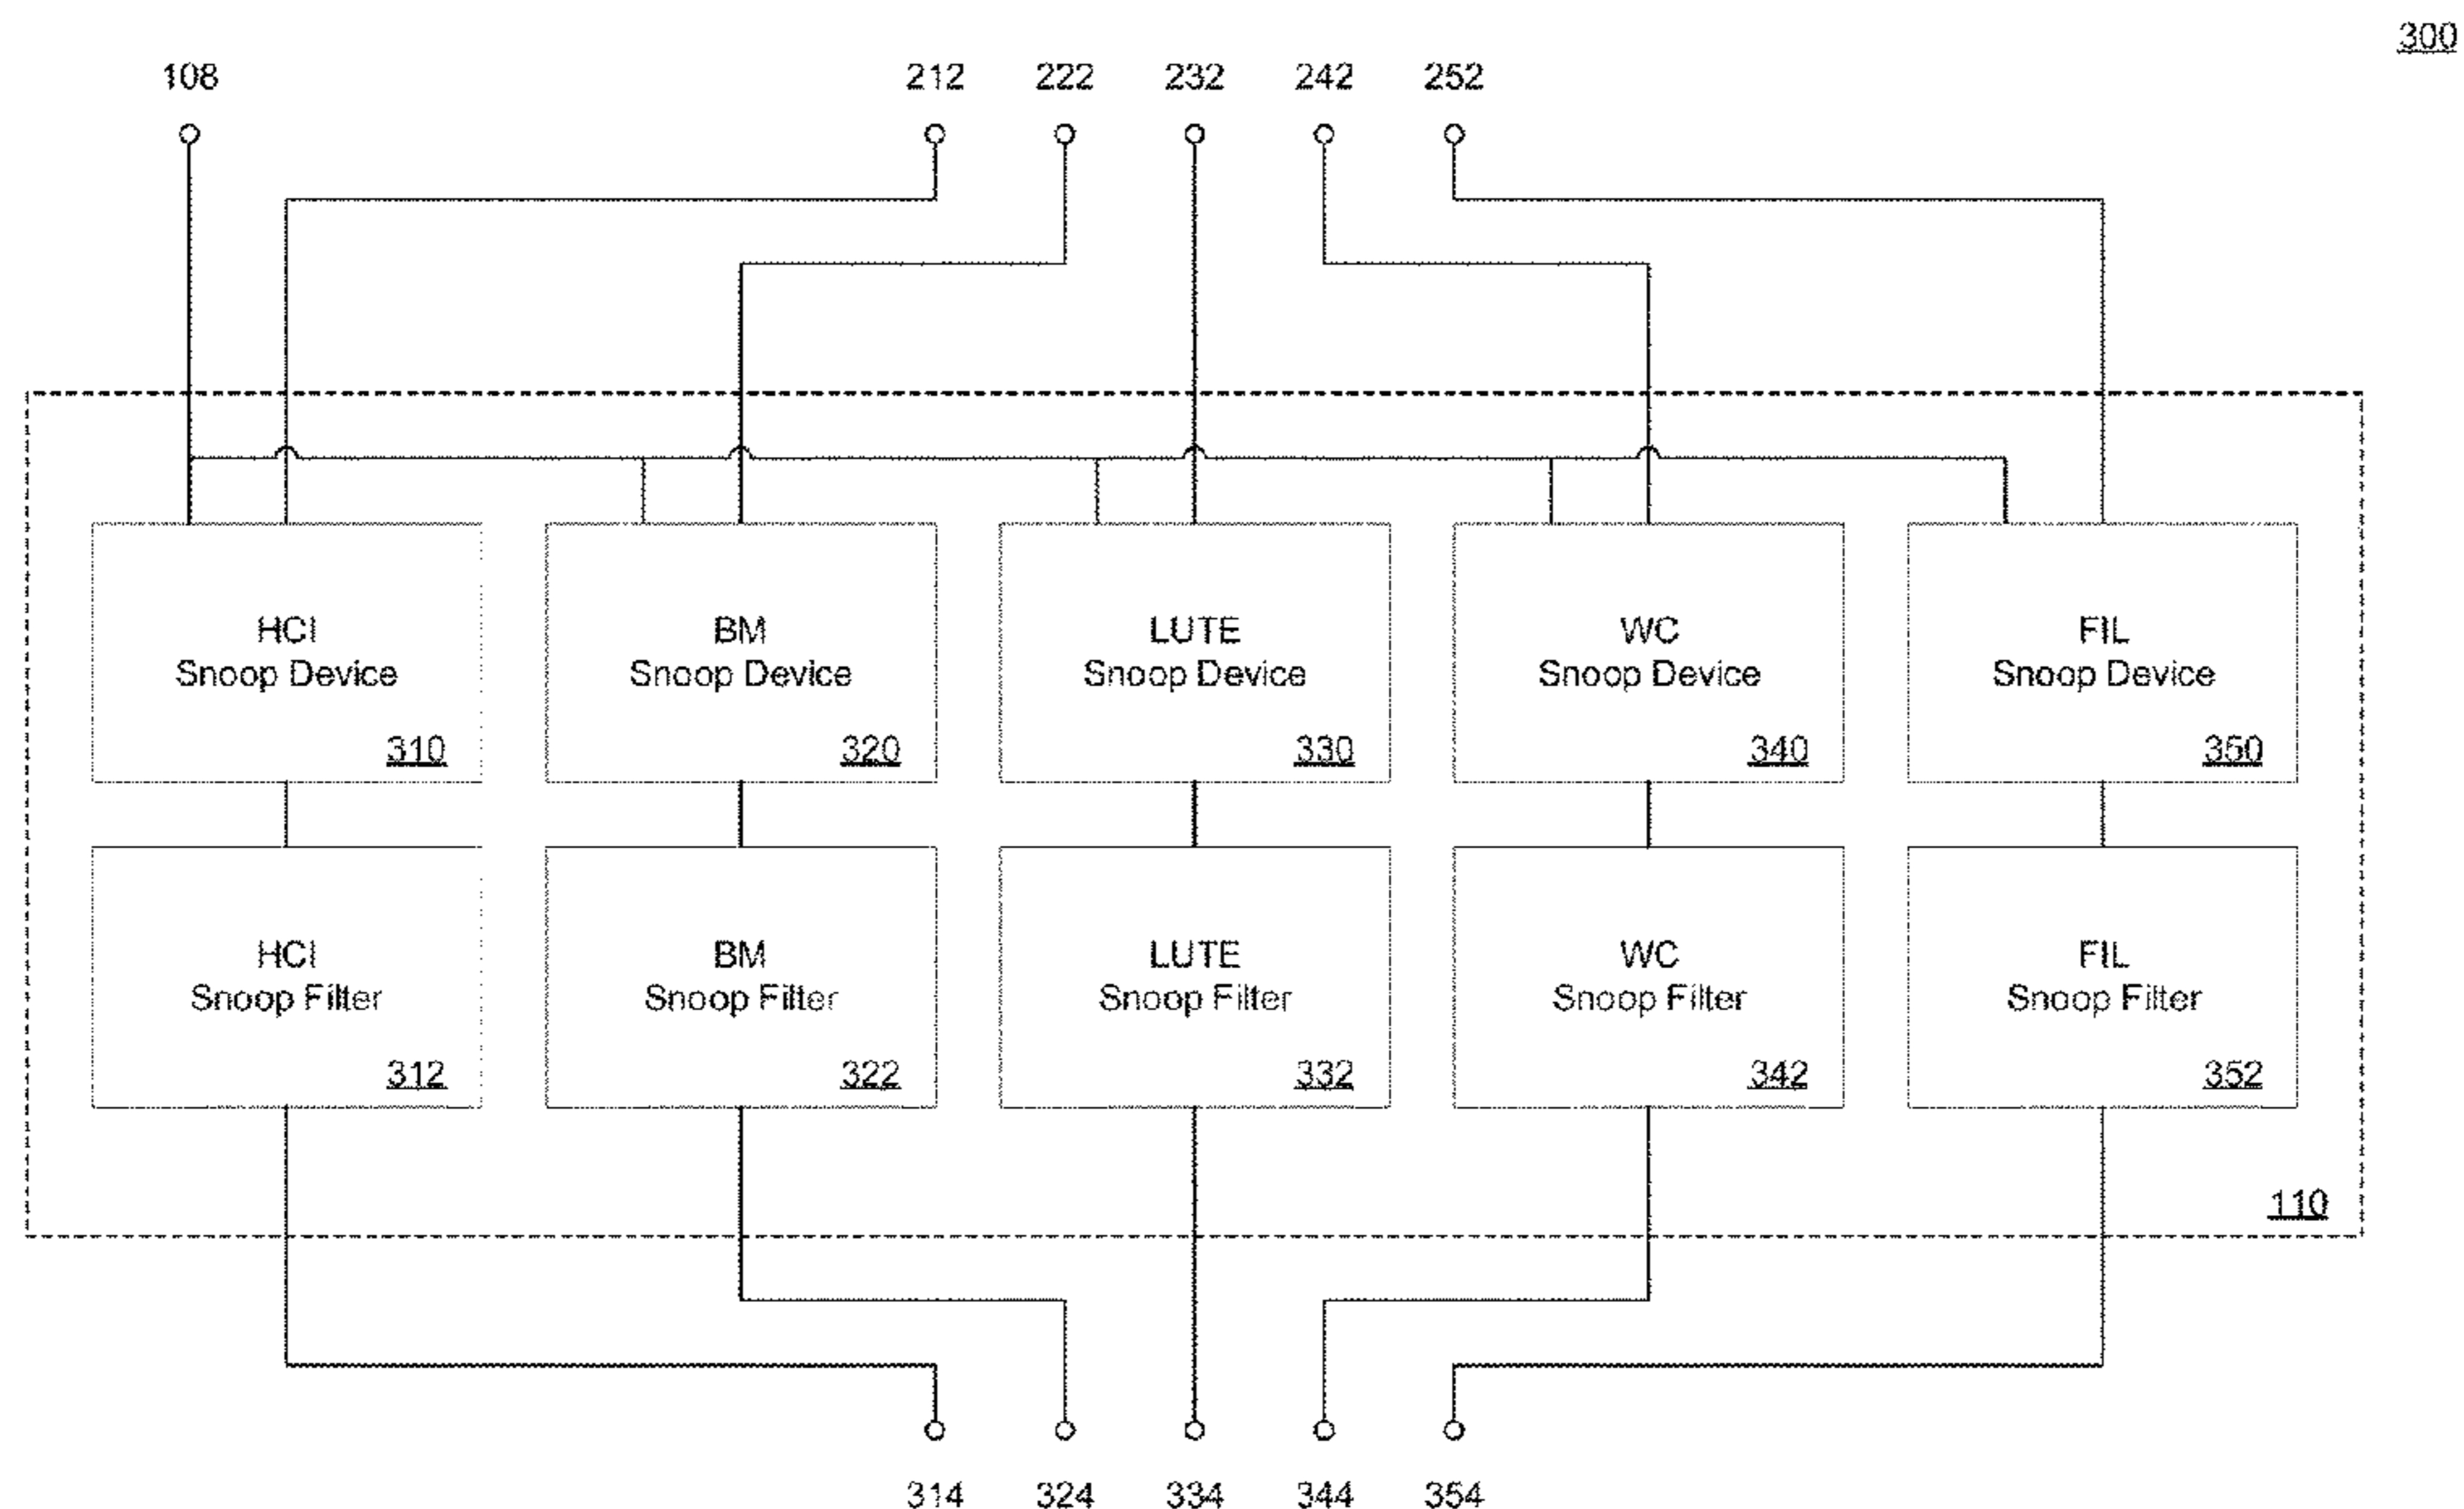 300
108
212
222
232
242
252
HCI
Snoop Device
310
BM
Snoop Device
320
LUTE
Snoop Device
330
WC
Snoop Device
340
FIL
Snoop Device
350
HCI
Snoop Filter
312
BM
Snoop Filter
322
LUTE
Snoop Filter
332
WC
Snoop Filter
342
FIL
Snoop Filter
352
110
314
324
334
344
354